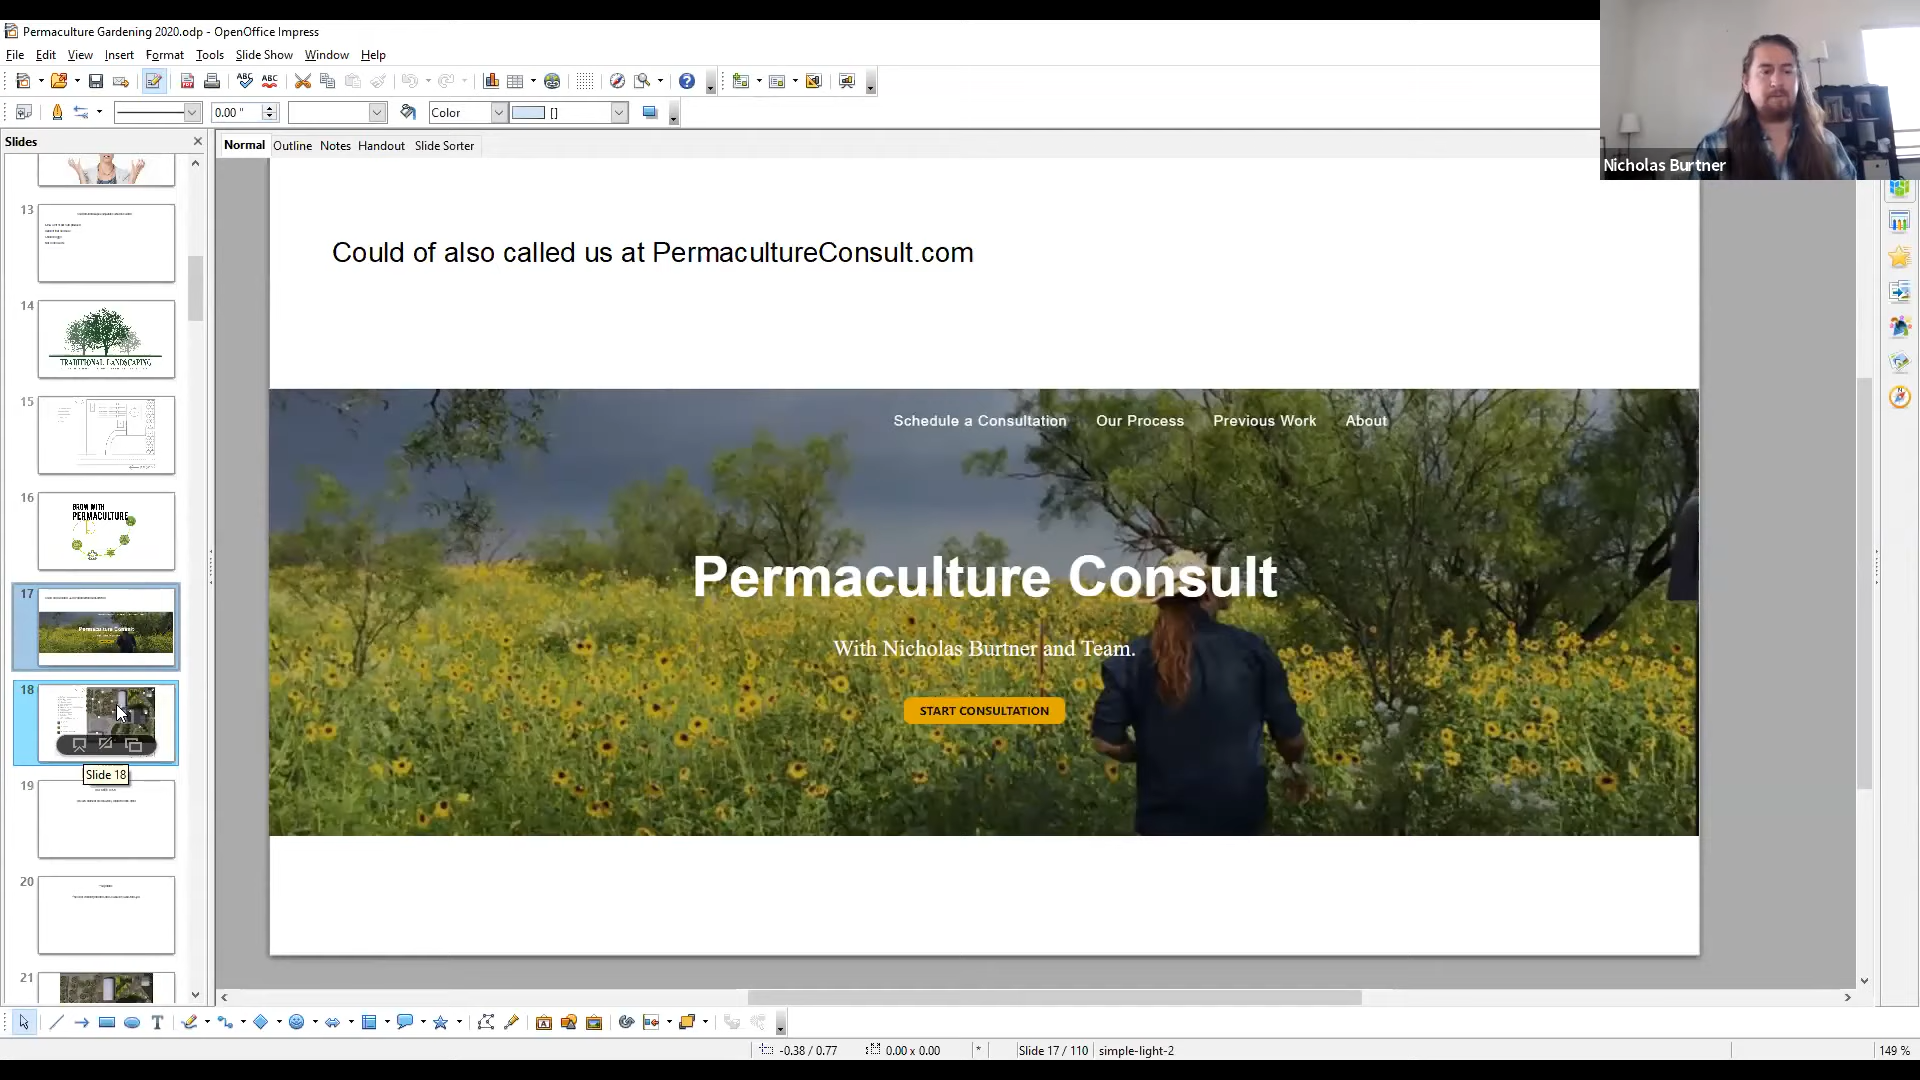 Permaculture Gardening 2020.odp - OpenOffice Impress
File Edit View Insert Format Tools Slide Show Window Help
0.00 " Color []
Slides
Normal Outline Notes Handout Slide Sorter
Nicholas Burtner
13
14
TRADITIONAL LANDSCAPING
15
16
GROW WITH
PERMACULTURE
17
Permaculture Consult
18
Slide 18
19
20
21
Could of also called us at PermacultureConsult.com
Schedule a Consultation Our Process Previous Work About
Permaculture Consult
With Nicholas Burtner and Team.
START CONSULTATION
-0.38 / 0.77 0.00 x 0.00 * Slide 17 / 110 simple-light-2 149 %